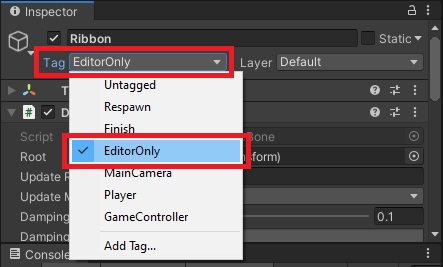 Inspector
Ribbon
Static
Tag EditorOnly
Layer Default
Untagged
Respawn
Finish
EditorOnly
MainCamera
Player
GameController
Add Tag...
T
D
Script
Bone
Root
nsform)
Update R
Update M
Damping
0.1
Damping
Console